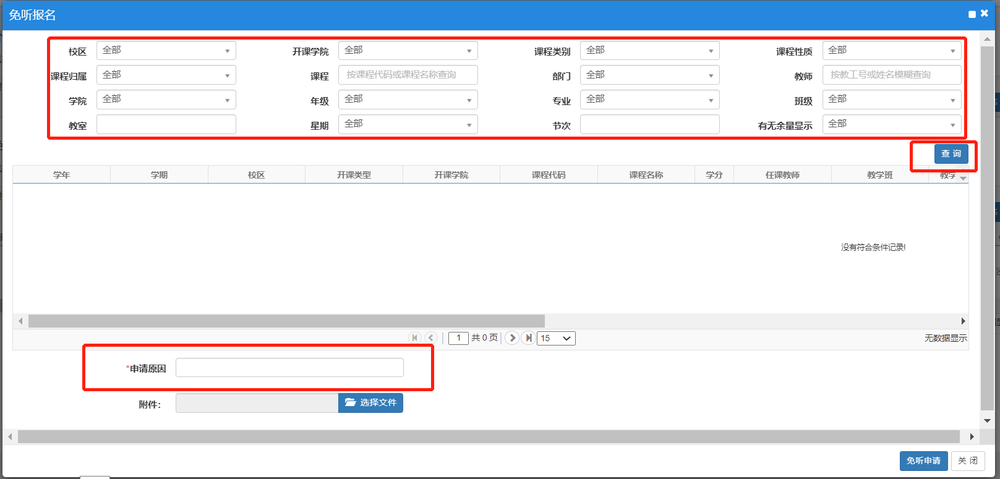 免听报名
校区 全部 开课学院 全部 课程类别 全部 课程性质 全部
课程归属 全部 课程 按课程代码或课程名称查询 部门 全部 教师 按教工号或姓名模糊查询
学院 全部 年级 全部 专业 全部 班级 全部
教室 星期 全部 节次 有无余量显示 全部
查 询
学年 学期 校区 开课类型 开课学院 课程代码 课程名称 学分 任课教师 教学班 教学
没有符合条件记录!
1 共 0 页 15 无数据显示
*申请原因
附件: 选择文件
免听申请 关 闭